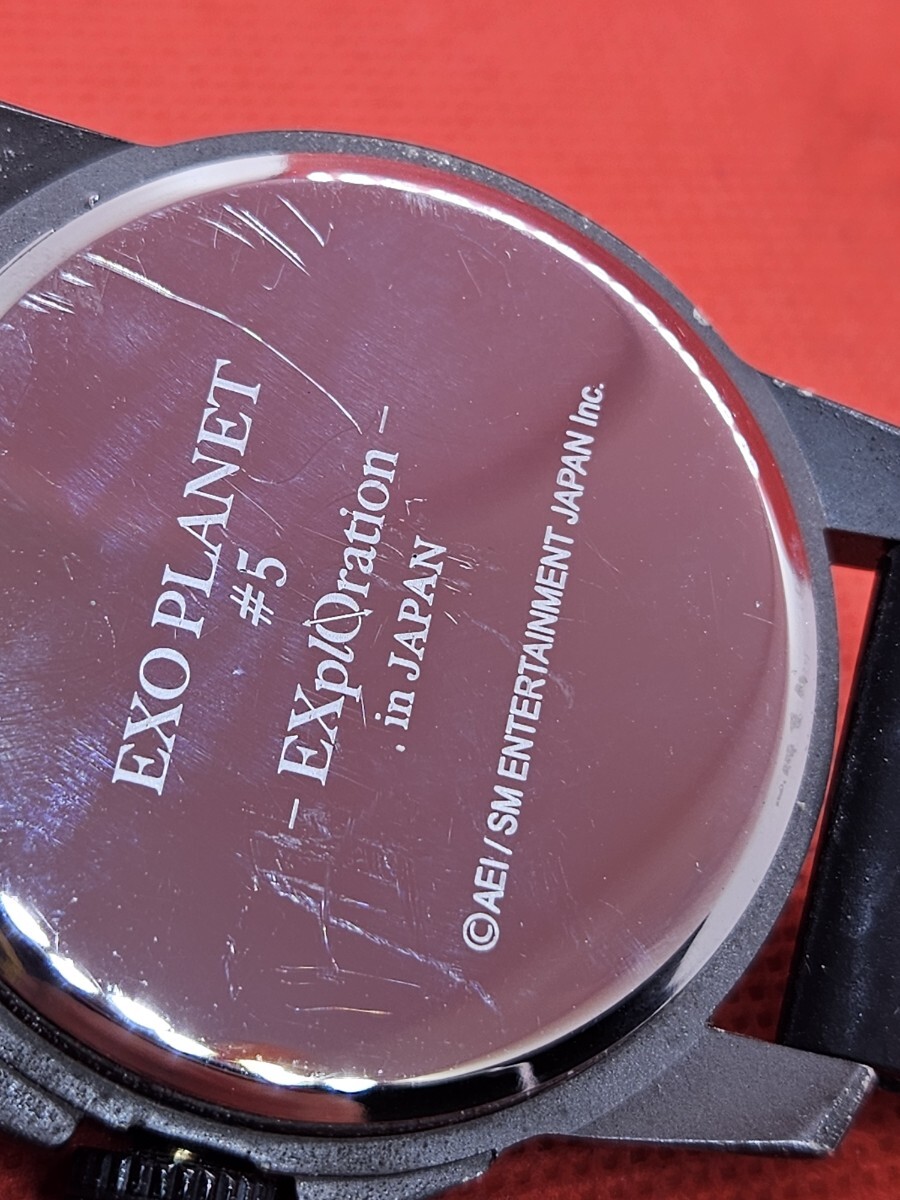 EXO PLANET
#5
– EXplOration –
. in JAPAN
©AEI / SM ENTERTAINMENT JAPAN Inc.